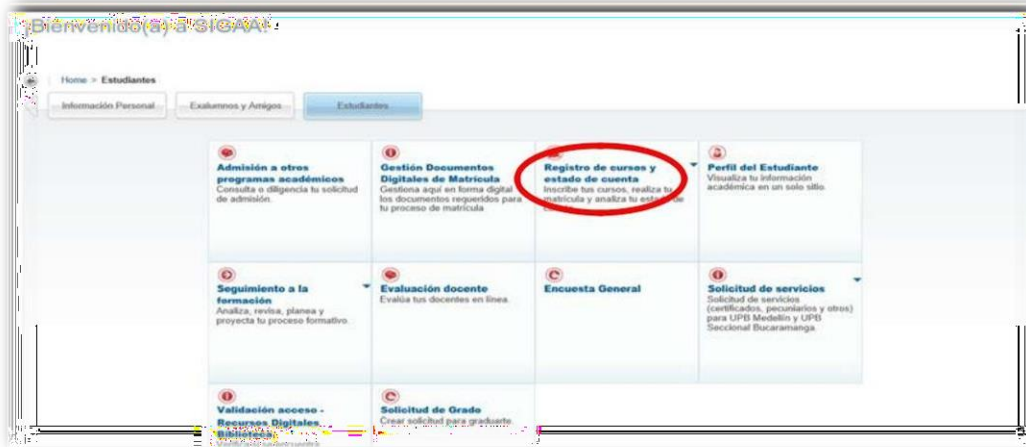 ¡Bienvenido(a) a SIGAA!
Home > Estudiantes
Información Personal
Exalumnos y Amigos
Estudiantes
Admisión a otros
programas académicos
Consulta o diligencia tu solicitud
de admisión.
Gestión Documentos
Digitales de Matrícula
Gestiona aquí en forma digital
los documentos requeridos para
tu proceso de matrícula
Registro de cursos y
estado de cuenta
Inscribe tus cursos, realiza tu
matrícula y analiza tu estado de
Perfil del Estudiante
Visualiza tu información
académica en un solo sitio.
Seguimiento a la
formación
Analiza, revisa, planea y
proyecta tu proceso formativo.
Evaluación docente
Evalúa tus docentes en línea.
Encuesta General
Solicitud de servicios
Solicitud de servicios
(certificados, pecuniarios y otros)
para UPB Medellín y UPB
Seccional Bucaramanga.
Validación acceso -
Recursos Digitales
Biblioteca
Solicitud de Grado
Crear solicitud para graduarte.